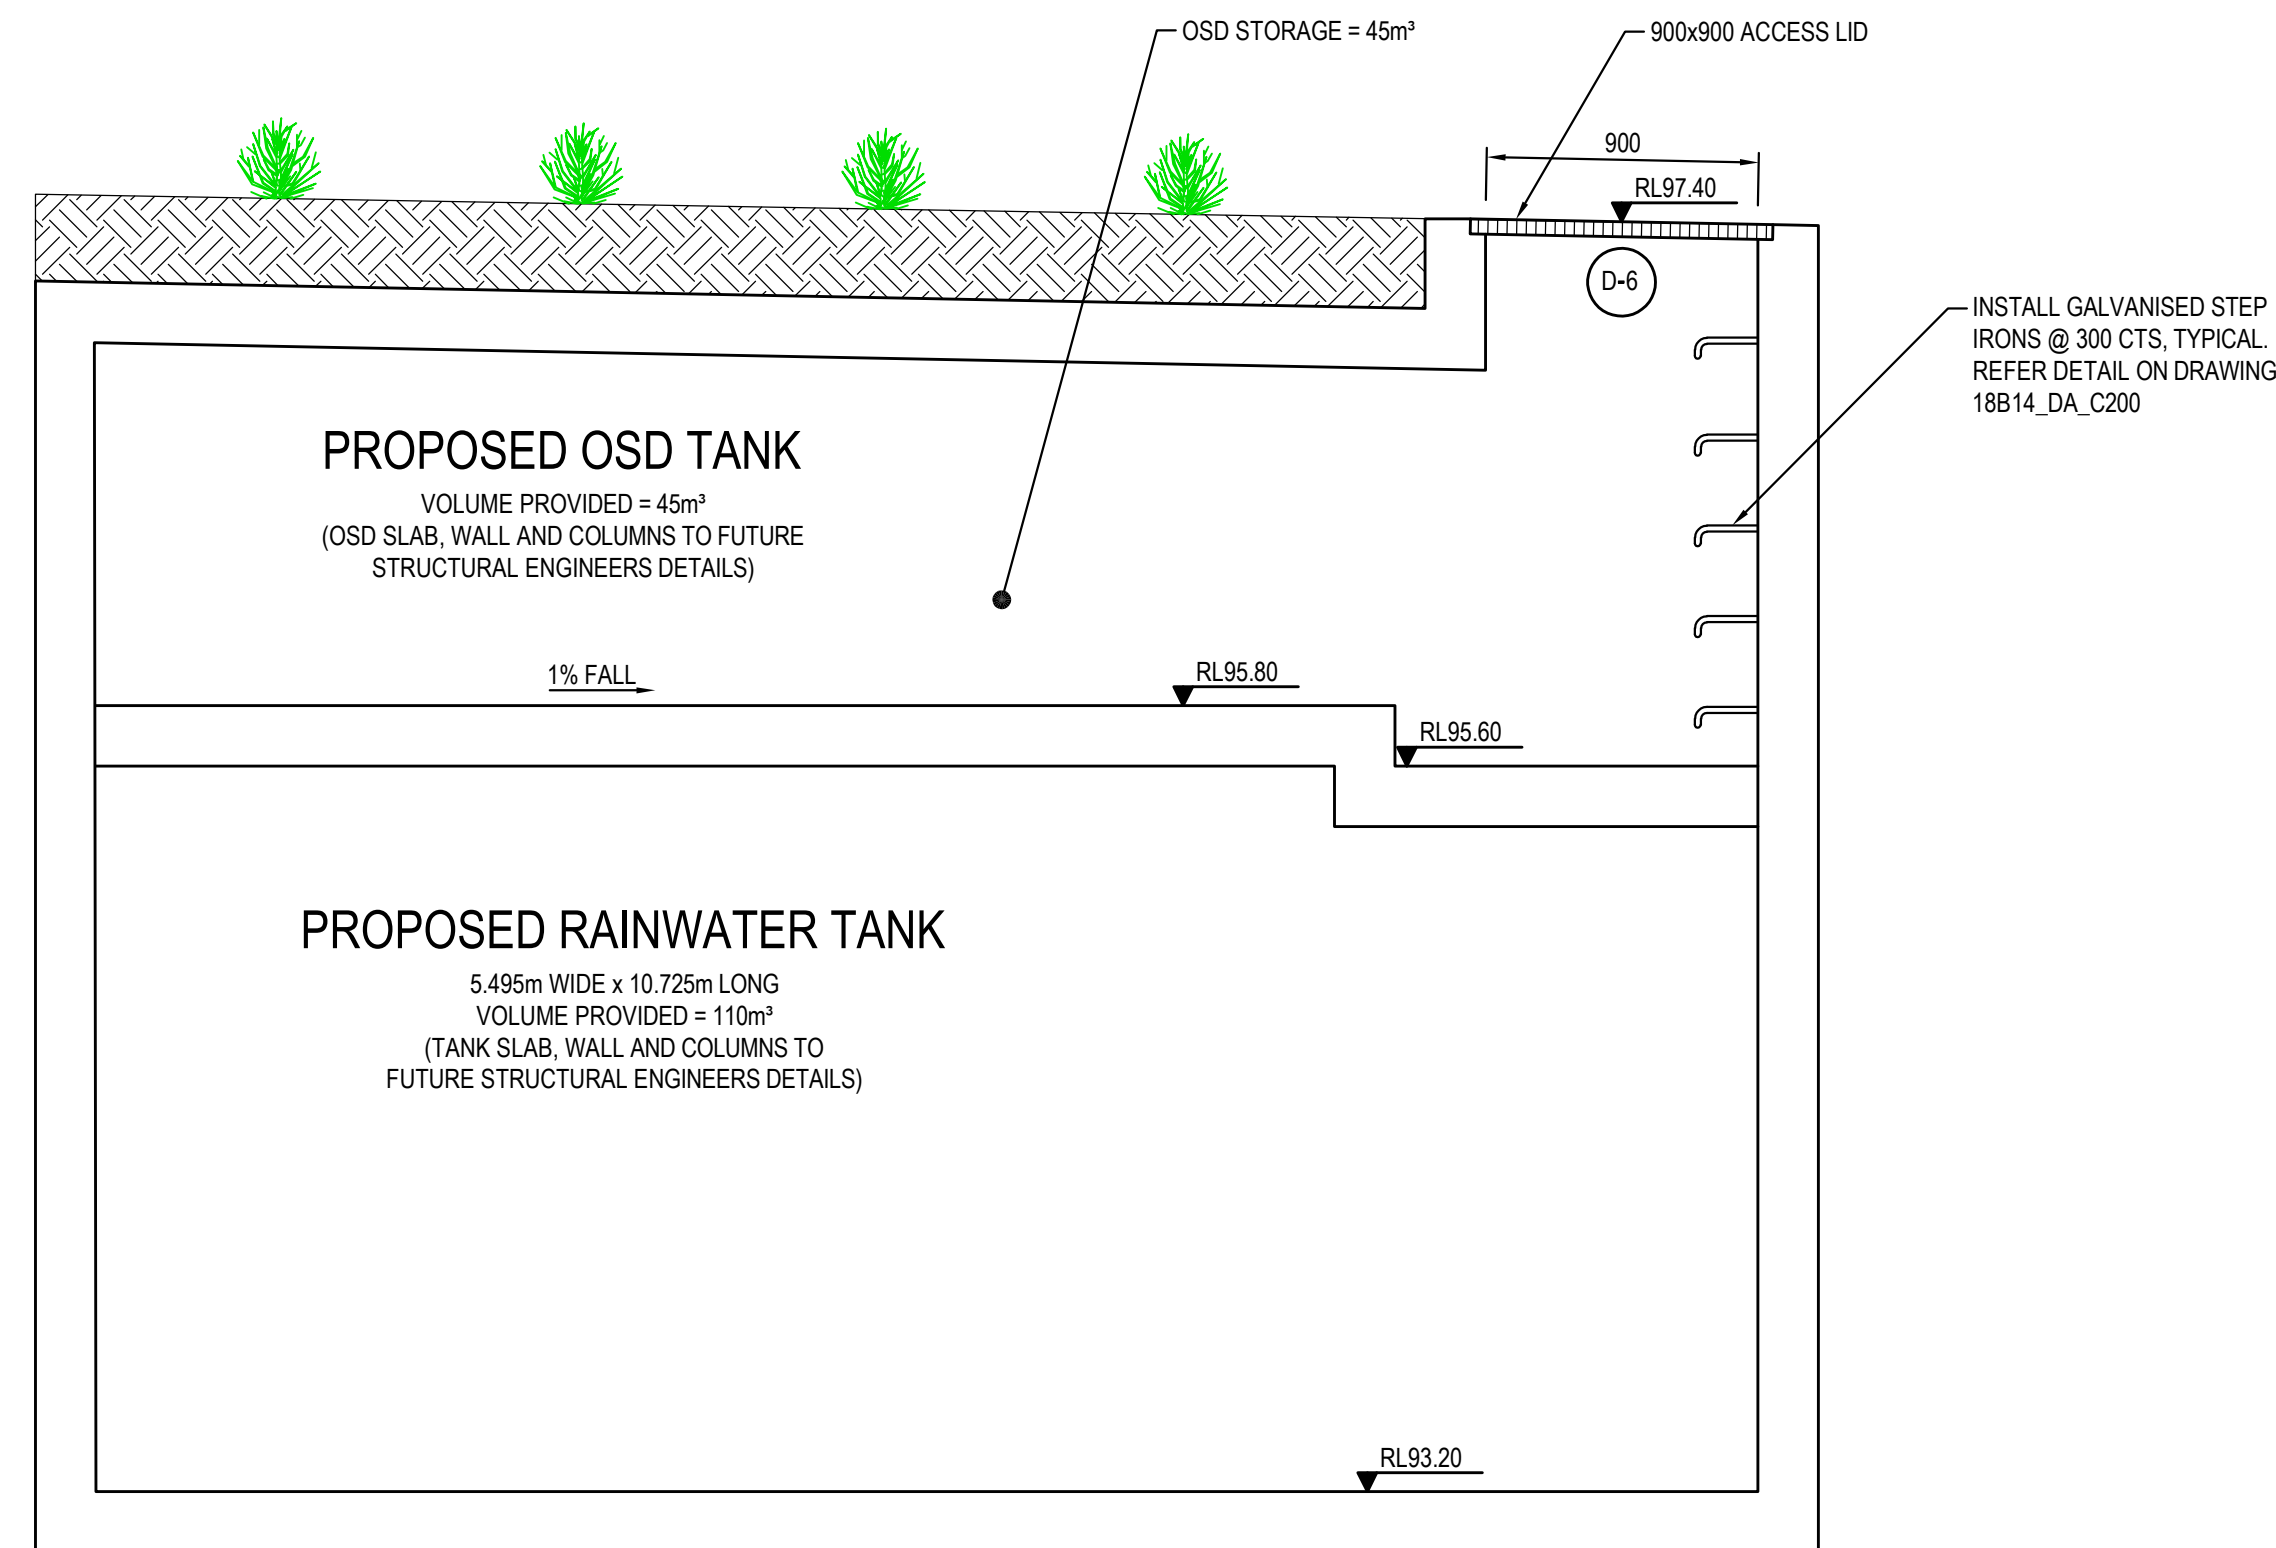 OSD STORAGE = 45m³
900x900 ACCESS LID
900
RL97.40
D-6
INSTALL GALVANISED STEP
IRONS @ 300 CTS, TYPICAL.
REFER DETAIL ON DRAWING
18B14_DA_C200
PROPOSED OSD TANK
VOLUME PROVIDED = 45m³
(OSD SLAB, WALL AND COLUMNS TO FUTURE
STRUCTURAL ENGINEERS DETAILS)
1% FALL
RL95.80
RL95.60
PROPOSED RAINWATER TANK
5.495m WIDE x 10.725m LONG
VOLUME PROVIDED = 110m³
(TANK SLAB, WALL AND COLUMNS TO
FUTURE STRUCTURAL ENGINEERS DETAILS)
RL93.20